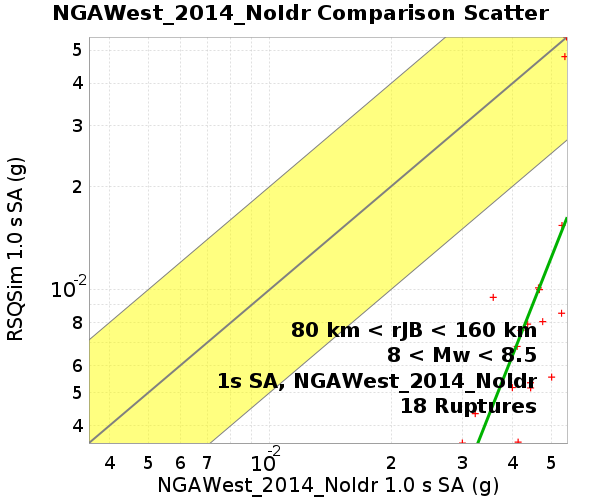 NGAWest_2014_NoIdr Comparison Scatter
RSQSim 1.0 s SA (g)
5
4
3
2
10^-2
8
6
5
4
80 km < rJB < 160 km
8 < Mw < 8.5
1s SA, NGAWest_2014_NoIdr
18 Ruptures
4 5 6 7 10^-2 2 3 4 5
NGAWest_2014_NoIdr 1.0 s SA (g)